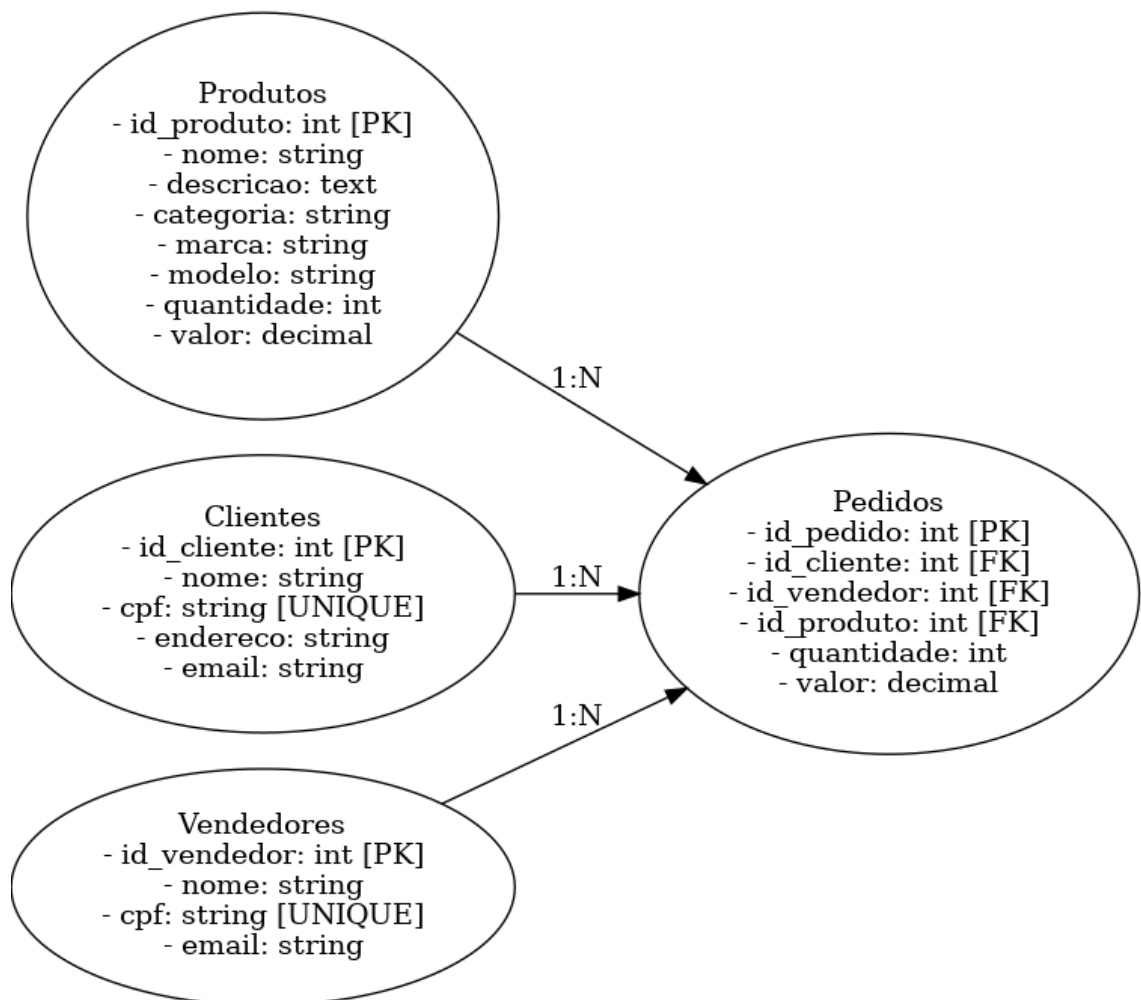 Produtos
- id_produto: int [PK]
- nome: string
- descricao: text
- categoria: string
- marca: string
- modelo: string
- quantidade: int
- valor: decimal
1:N
Clientes
- id_cliente: int [PK]
- nome: string
- cpf: string [UNIQUE]
- endereco: string
- email: string
1:N
Vendedores
- id_vendedor: int [PK]
- nome: string
- cpf: string [UNIQUE]
- email: string
1:N
Pedidos
- id_pedido: int [PK]
- id_cliente: int [FK]
- id_vendedor: int [FK]
- id_produto: int [FK]
- quantidade: int
- valor: decimal